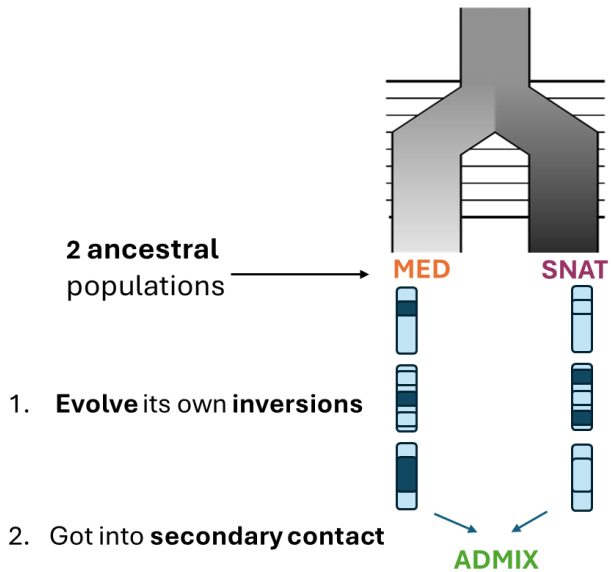 2 ancestral
populations
MED
SNAT
1. Evolve its own inversions
2. Got into secondary contact
ADMIX